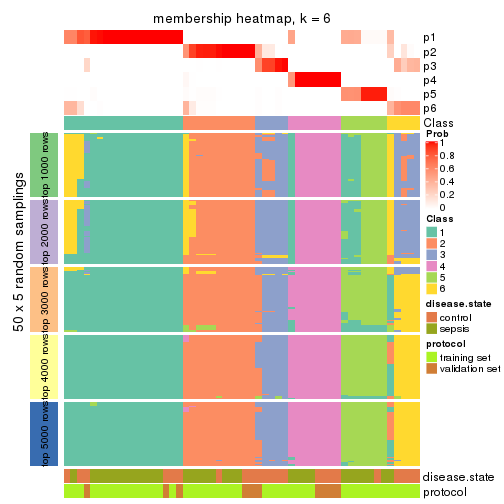 membership heatmap, k = 6
p1
p2
p3
p4
p5
p6
Class
50 x 5 random samplings
top 1000 rows
top 2000 rows
top 3000 rows
top 4000 rows
top 5000 rows
disease.state
protocol
Prob
1
0.8
0.6
0.4
0.2
0
Class
1
2
3
4
5
6
disease.state
control
sepsis
protocol
training set
validation set